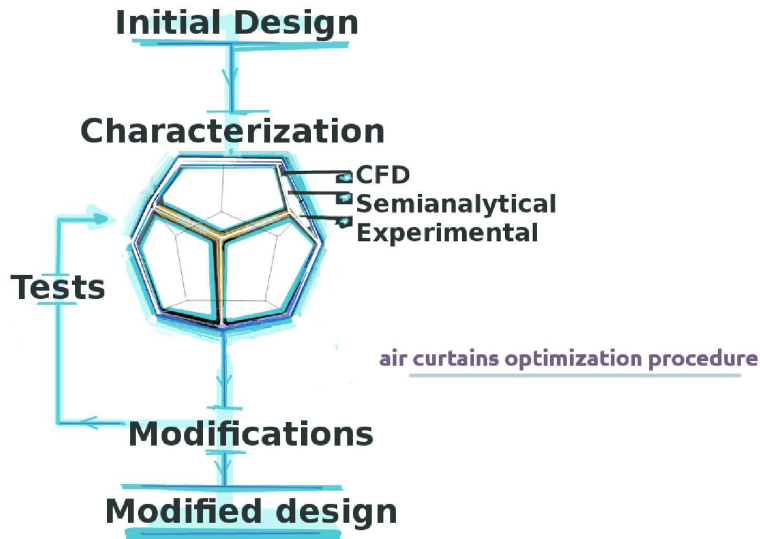 Initial Design
Characterization
CFD
Semianalytical
Experimental
Tests
air curtains optimization procedure
Modifications
Modified design